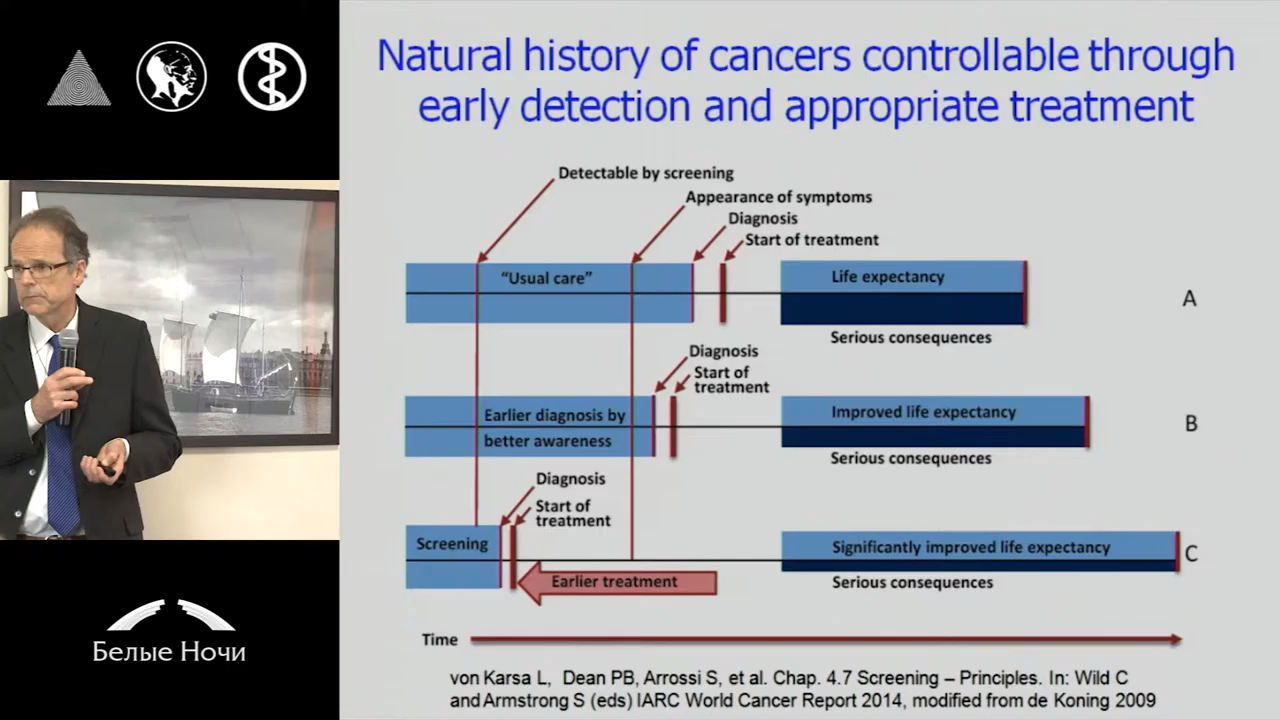 Natural history of cancers controllable through
early detection and appropriate treatment
Detectable by screening
Appearance of symptoms
Diagnosis
Start of treatment
“Usual care”
Life expectancy
A
Serious consequences
Diagnosis
Start of
treatment
Earlier diagnosis by
better awareness
Improved life expectancy
B
Serious consequences
Diagnosis
Start of
treatment
Screening
Significantly improved life expectancy
C
Earlier treatment
Serious consequences
Time
von Karsa L, Dean PB, Arrossi S, et al. Chap. 4.7 Screening – Principles. In: Wild C
and Armstrong S (eds) IARC World Cancer Report 2014, modified from de Koning 2009
Белые Ночи